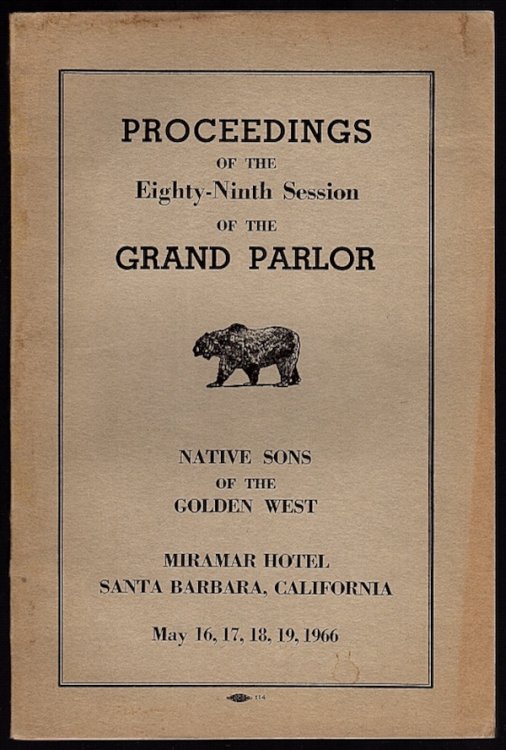 PROCEEDINGS
OF THE
Eighty-Ninth Session
OF THE
GRAND PARLOR
NATIVE SONS
OF THE
GOLDEN WEST
MIRAMAR HOTEL
SANTA BARBARA, CALIFORNIA
May 16, 17, 18, 19, 1966
114